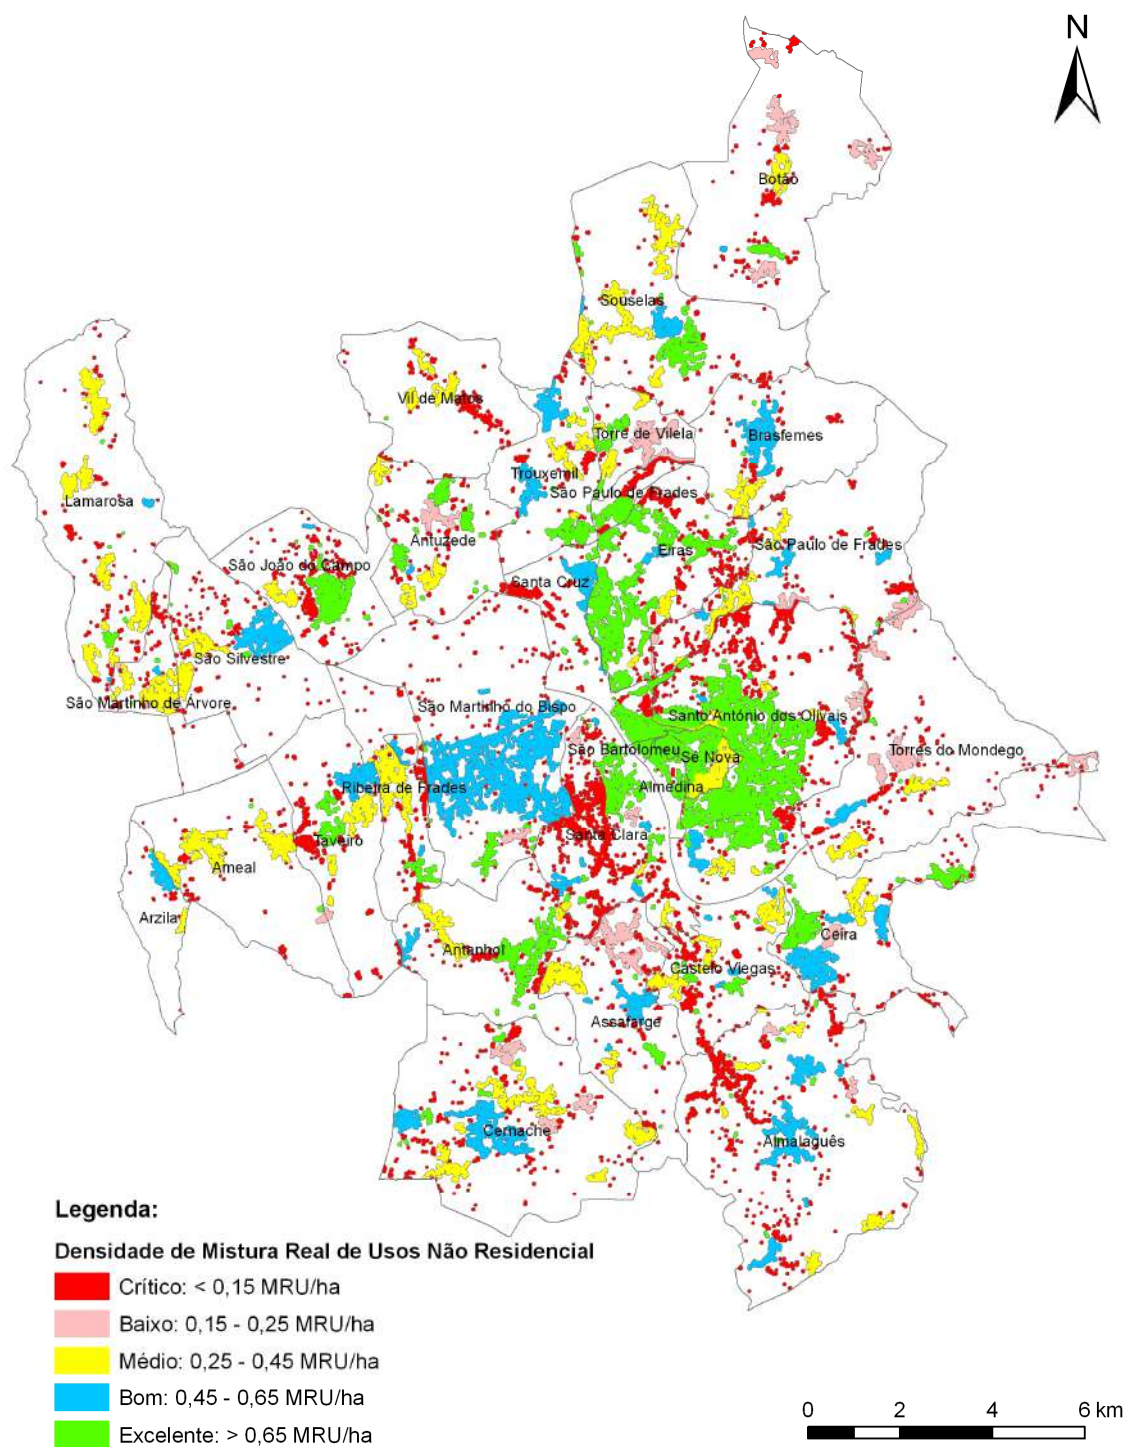 N
Botão
Souselas
Vil de Matos
Torre de Vilela
Brasfemes
Trouxemil
São Paulo de Frades
Lamarosa
Antuzede
Eiras
São Paulo de Frades
São João do Campo
Santa Cruz
São Silvestre
São Martinho de Árvore
São Martinho do Bispo
Santo António dos Olivais
São Bartolomeu
Sé Nova
Torres do Mondego
Ribeira de Frades
Almedina
Santa Clara
Taveiro
Ameal
Arzila
Ceira
Antanhol
Castelo Viegas
Assafarge
Cernache
Almalaguês
Legenda:
Densidade de Mistura Real de Usos Não Residencial
Crítico: < 0,15 MRU/ha
Baixo: 0,15 - 0,25 MRU/ha
Médio: 0,25 - 0,45 MRU/ha
Bom: 0,45 - 0,65 MRU/ha
Excelente: > 0,65 MRU/ha
0 2 4 6 km